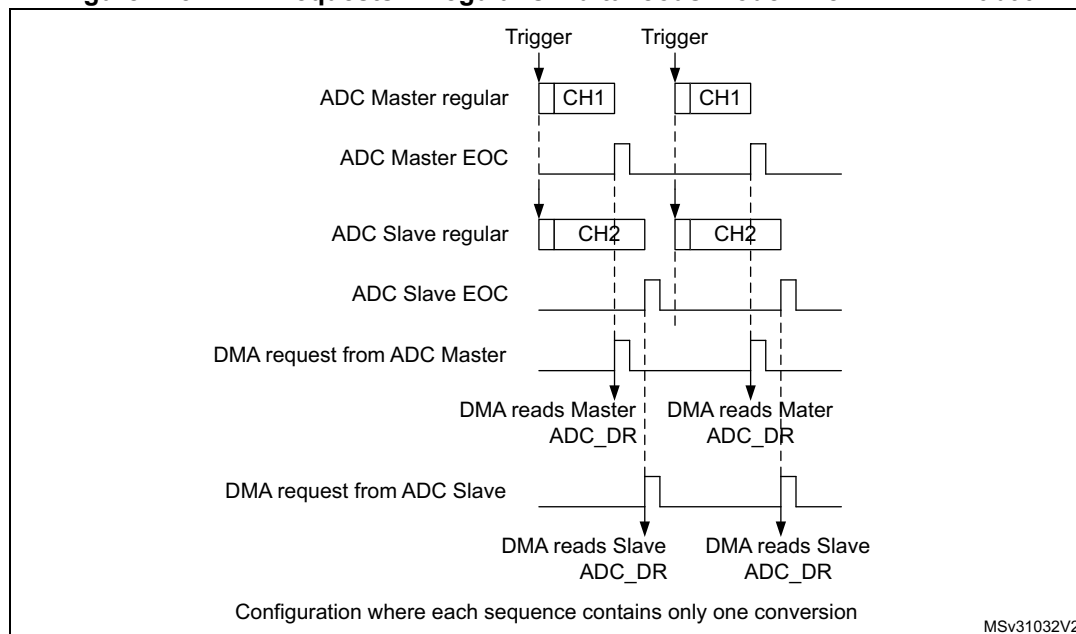 Trigger Trigger
ADC Master regular CH1 CH1
ADC Master EOC
ADC Slave regular CH2 CH2
ADC Slave EOC
DMA request from ADC Master
DMA reads Master DMA reads Mater
ADC_DR ADC_DR
DMA request from ADC Slave
DMA reads Slave DMA reads Slave
ADC_DR ADC_DR
Configuration where each sequence contains only one conversion
MSv31032V2